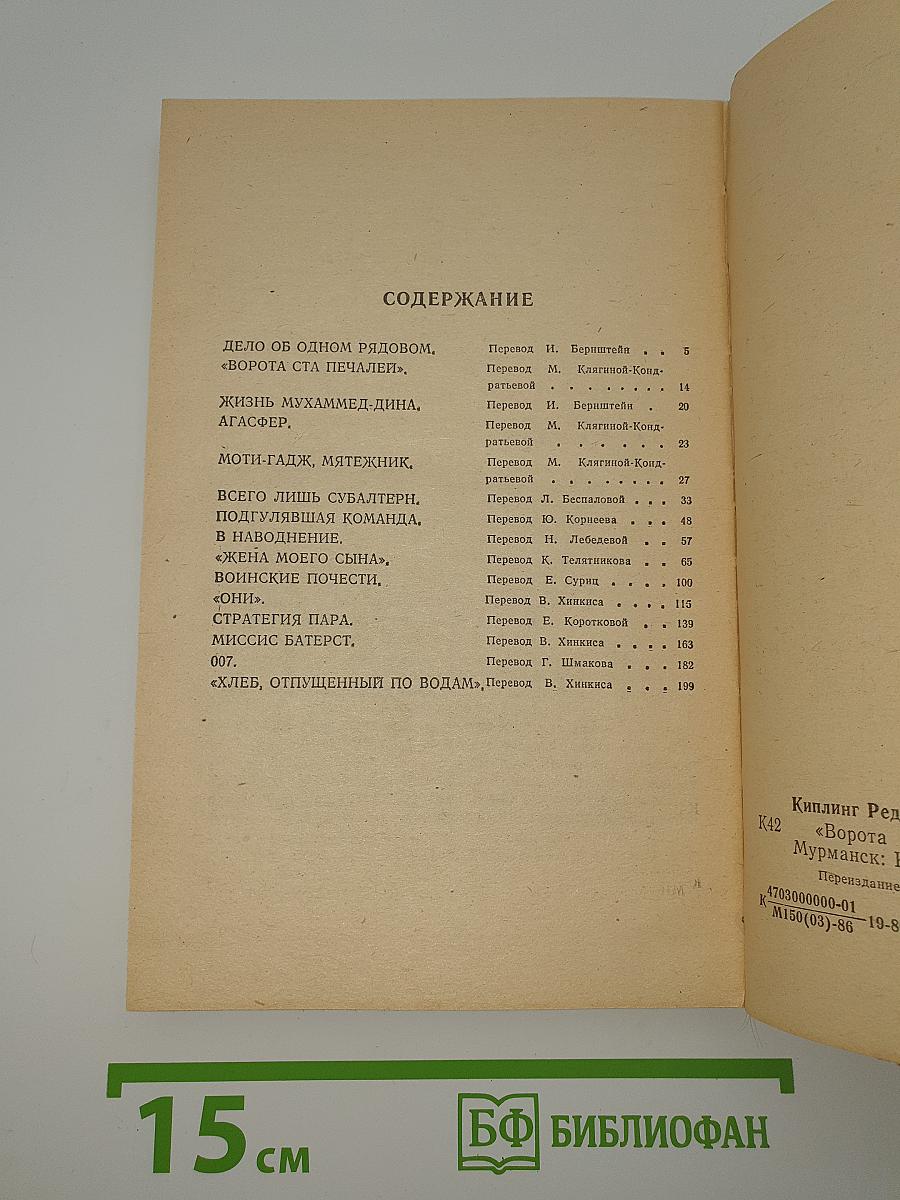 СОДЕРЖАНИЕ
ДЕЛО ОБ ОДНОМ РЯДОВОМ. Перевод И. Бернштейн . . 5
«ВОРОТА СТА ПЕЧАЛЕЙ». Перевод М. Клягиной-Конд-
ратьевой . . . . . . . . 14
ЖИЗНЬ МУХАММЕД-ДИНА. Перевод И. Бернштейн . 20
АГАСФЕР. Перевод М. Клягиной-Конд-
ратьевой . . . . . . 23
МОТИ-ГАДЖ, МЯТЕЖНИК. Перевод М. Клягиной-Конд-
ратьевой . . . . . . . . 27
ВСЕГО ЛИШЬ СУБАЛТЕРН. Перевод Л. Беспаловой . . . 33
ПОДГУЛЯВШАЯ КОМАНДА. Перевод Ю. Корнеева . . . 48
В НАВОДНЕНИЕ. Перевод Н. Лебедевой . . 57
«ЖЕНА МОЕГО СЫНА». Перевод К. Телятникова . . 65
ВОИНСКИЕ ПОЧЕСТИ. Перевод Е. Суриц . . . . 100
«ОНИ». Перевод В. Хинкиса . . . . 115
СТРАТЕГИЯ ПАРА. Перевод Е. Коротковой . . 139
МИССИС БАТЕРСТ. Перевод В. Хинкиса . . . . 163
007. Перевод Г. Шмакова . . . 182
«ХЛЕБ, ОТПУЩЕННЫЙ ПО ВОДАМ». Перевод В. Хинкиса . . . 199
Киплинг Ред
К42 «Ворота
Мурманск:
Переиздание
К 4703000000-01
М150(03)-86 19-8
15 см
БФ БИБЛИОФАН